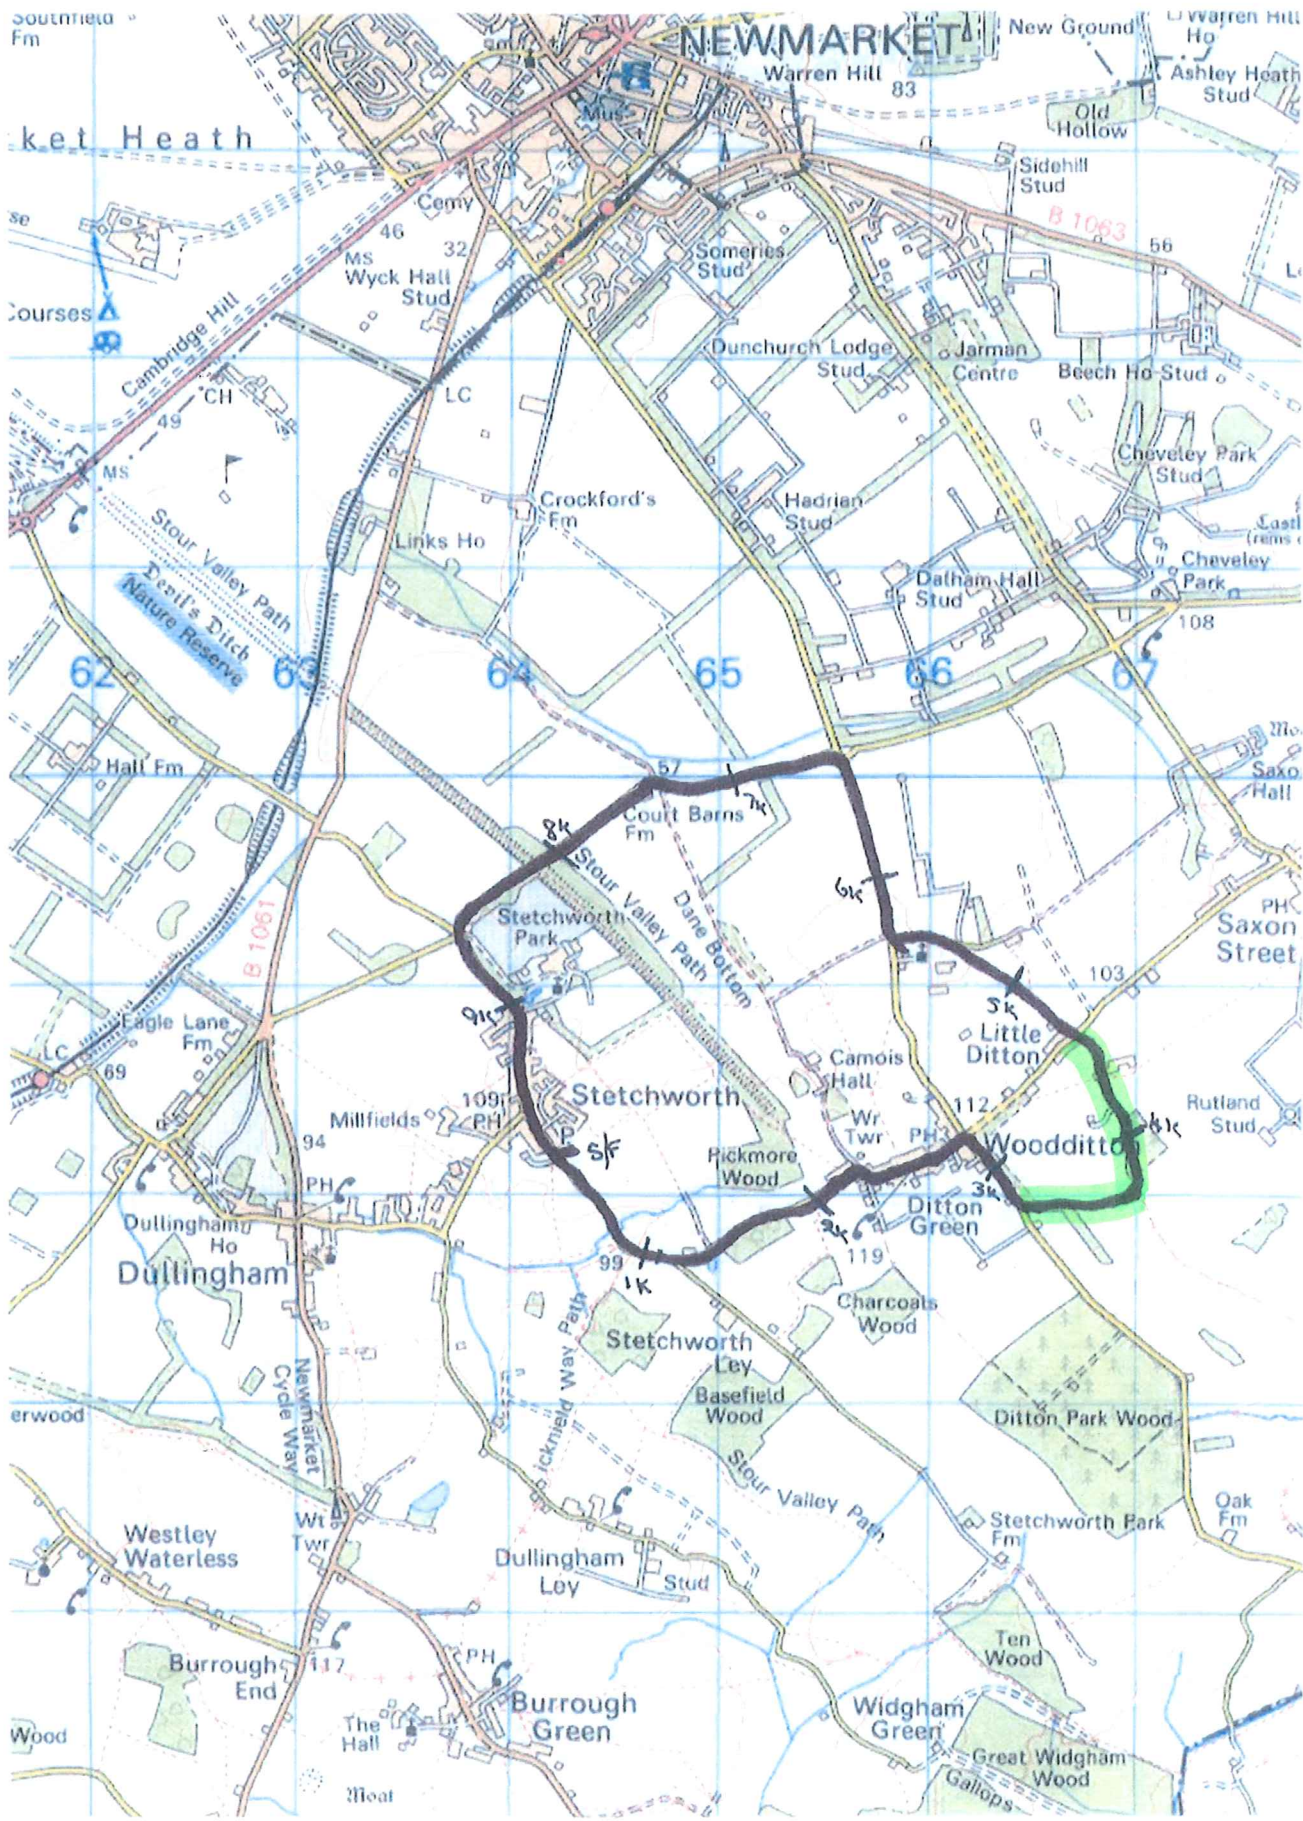 Southfield
Fm
NEWMARKET
Warren Hill
83
New Ground
Warren Hill
Ho
Ashley Heath
Stud
Old
Hollow
Mus
ket Heath
Cemy
Sidehill
Stud
B 1063
56
se
46
32
MS
Wyck Hall
Stud
Someries
Stud
Courses
Cambridge Hill
CH
49
LC
Dunchurch Lodge
Stud
Jarman
Centre
Beech Ho Stud
MS
Cheveley Park
Stud
Crockford's
Fm
Hadrian
Stud
Stour Valley Path
Devil's Ditch
Nature Reserve
Links Ho
Dalham Hall
Stud
Cheveley
Park
108
62
63
64
65
66
67
Hall Fm
57
Court Barns
Fm
7k
Saxo
Hall
8k
Stour Valley Path
6k
Dane Bottom
Stetchworth
Park
B 1061
PH
Saxon
Street
103
5k
9k
Eagle Lane
Fm
Little
Ditton
LC
69
Camois
Hall
Stetchworth
109
PH
Millfields
112
Rutland
Stud
94
P
S/F
Wr
Twr
PH
Woodditton
4k
Pickmore
Wood
3k
PH
2k
Ditton
Green
Dullingham
Ho
119
99
1k
Dullingham
Charcoals
Wood
Stetchworth
Ley
Icknield Way Path
Newmarket
Cycle Way
erwood
Basefield
Wood
Ditton Park Wood
Stour Valley Path
Wt
Twr
Oak
Fm
Stetchworth Park
Fm
Westley
Waterless
Dullingham
Ley
Stud
Ten
Wood
Burrough
End
117
PH
Burrough
Green
Widgham
Green
The
Hall
Wood
Great Widgham
Wood
Gallops
Moat